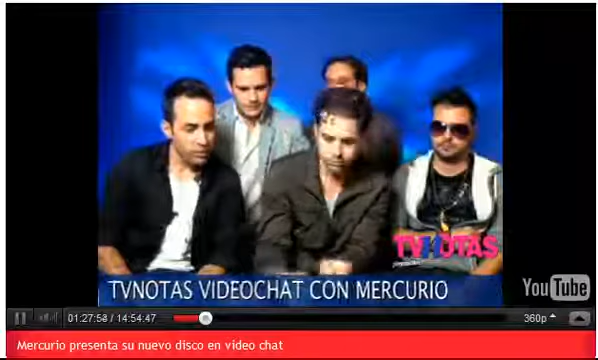 TVNOTAS
TVNOTAS VIDEOCHAT CON MERCURIO
YouTube
01:27:58 / 14:54:47
360p
Mercurio presenta su nuevo disco en video chat